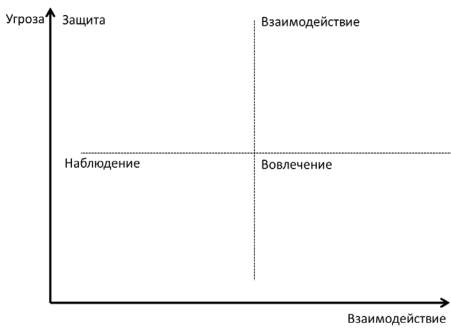 Угроза
Защита
Взаимодействие
Наблюдение
Вовлечение
Взаимодействие